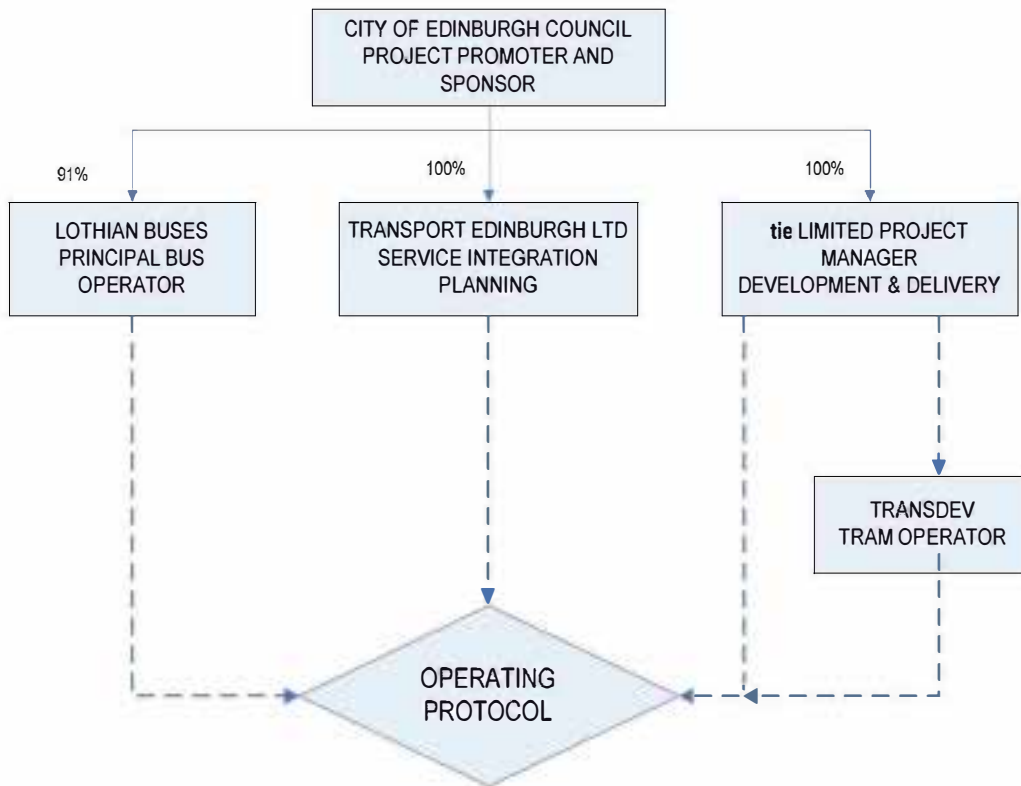 CITY OF EDINBURGH COUNCIL
PROJECT PROMOTER AND
SPONSOR
91%
100%
100%
LOTHIAN BUSES
PRINCIPAL BUS
OPERATOR
TRANSPORT EDINBURGH LTD
SERVICE INTEGRATION
PLANNING
tie LIMITED PROJECT
MANAGER
DEVELOPMENT & DELIVERY
TRANSDEV
TRAM OPERATOR
OPERATING
PROTOCOL